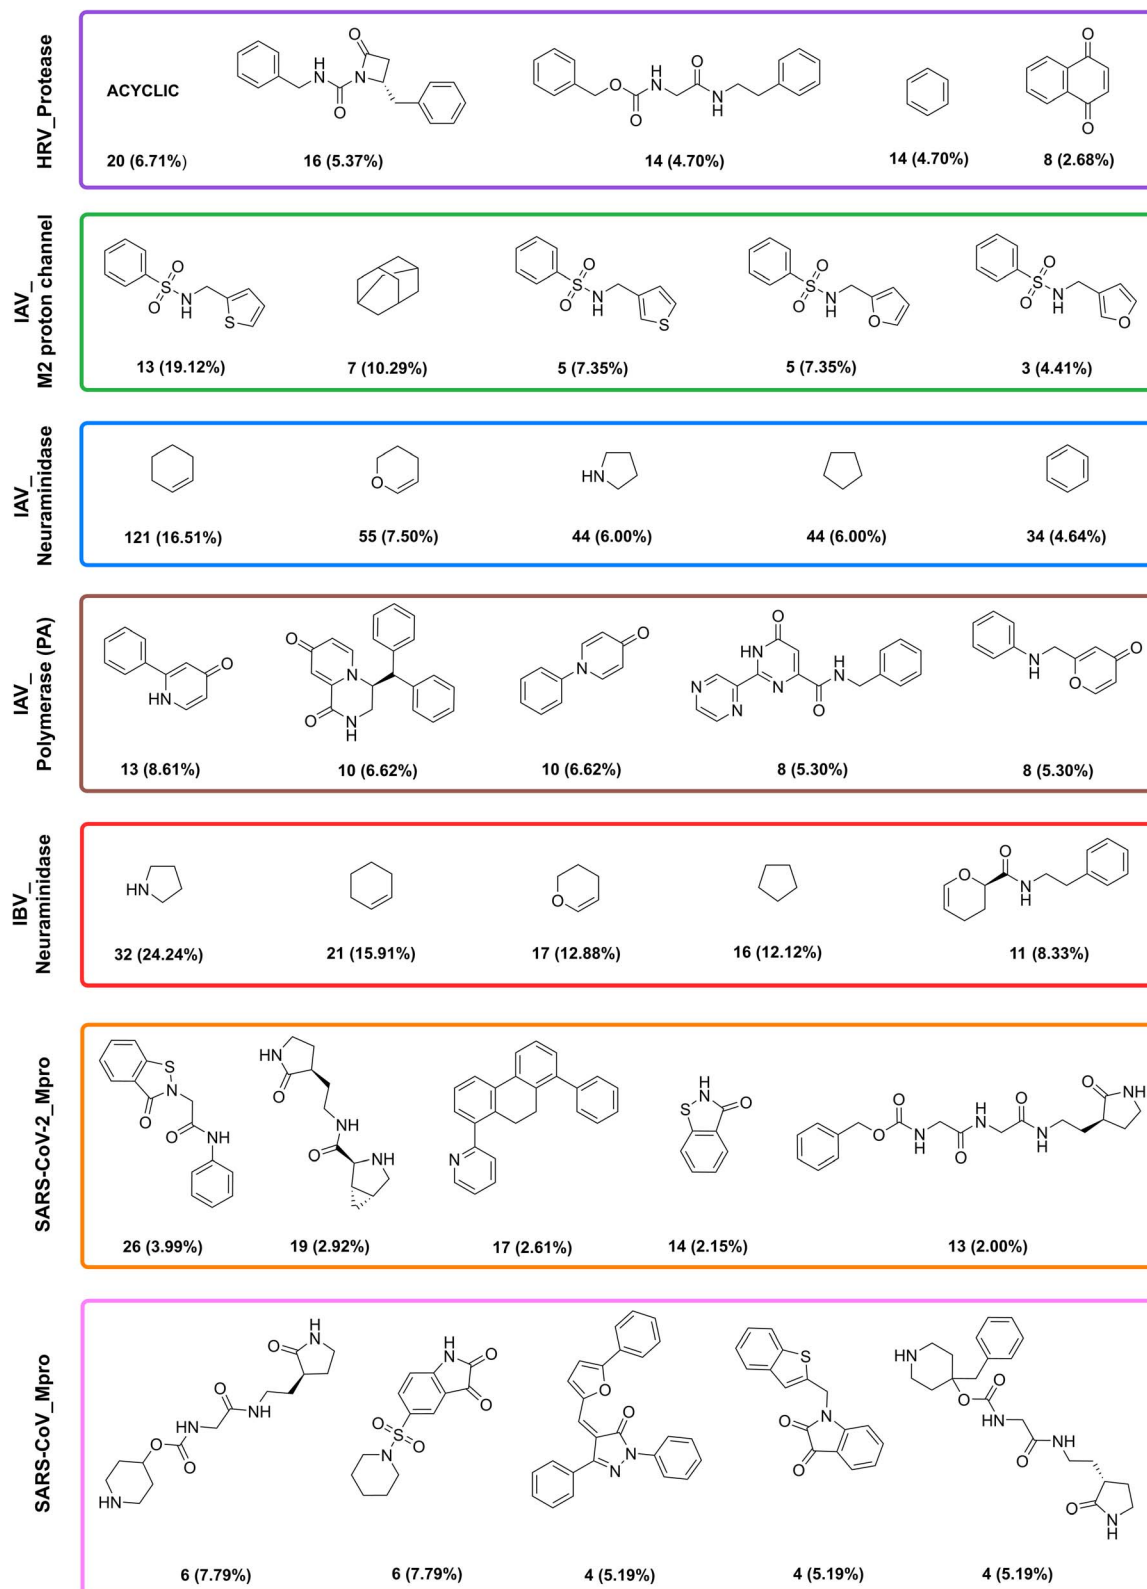 HRV_Protease
ACYCLIC
20 (6.71%)
16 (5.37%)
14 (4.70%)
14 (4.70%)
8 (2.68%)
IAV_
M2 proton channel
13 (19.12%)
7 (10.29%)
5 (7.35%)
5 (7.35%)
3 (4.41%)
IAV_
Neuraminidase
121 (16.51%)
55 (7.50%)
44 (6.00%)
44 (6.00%)
34 (4.64%)
IAV_
Polymerase (PA)
13 (8.61%)
10 (6.62%)
10 (6.62%)
8 (5.30%)
8 (5.30%)
IBV_
Neuraminidase
32 (24.24%)
21 (15.91%)
17 (12.88%)
16 (12.12%)
11 (8.33%)
SARS-CoV-2_Mpro
26 (3.99%)
19 (2.92%)
17 (2.61%)
14 (2.15%)
13 (2.00%)
SARS-CoV_Mpro
6 (7.79%)
6 (7.79%)
4 (5.19%)
4 (5.19%)
4 (5.19%)